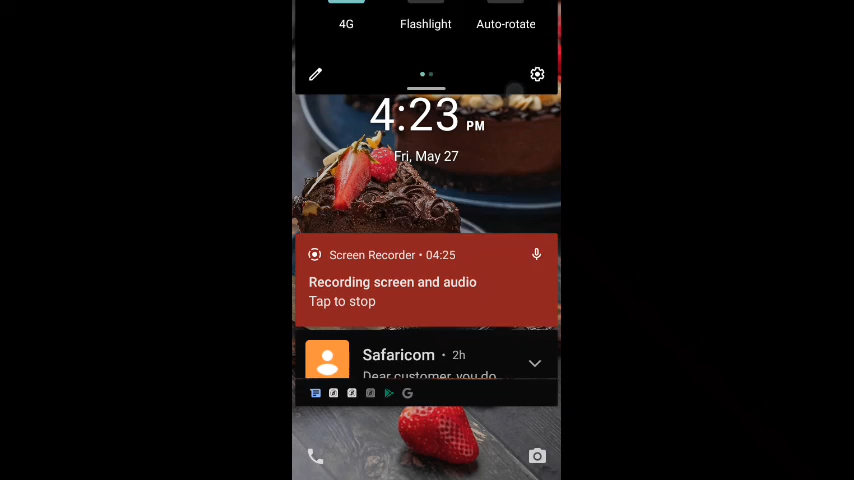 4G Flashlight Auto-rotate
4:23 PM
Fri, May 27
Screen Recorder • 04:25
Recording screen and audio
Tap to stop
Safaricom • 2h
Dear customer, you do